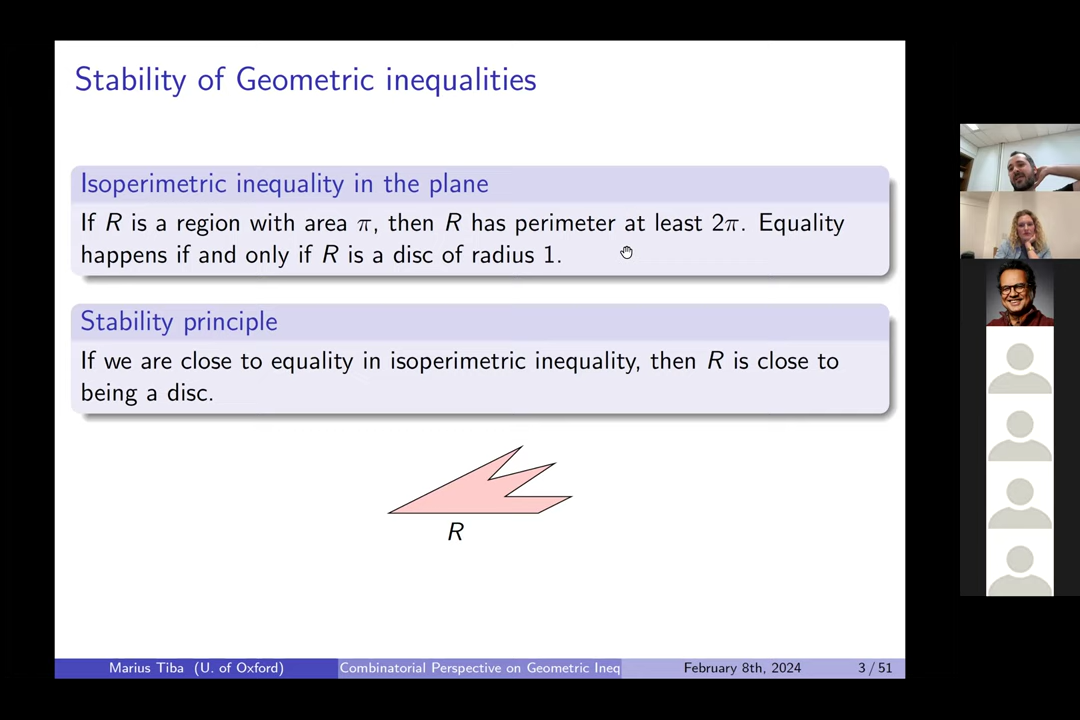 Stability of Geometric inequalities
Isoperimetric inequality in the plane
If R is a region with area π, then R has perimeter at least 2π. Equality
happens if and only if R is a disc of radius 1.
Stability principle
If we are close to equality in isoperimetric inequality, then R is close to
being a disc.
R
Marius Tiba (U. of Oxford) Combinatorial Perspective on Geometric Ineq February 8th, 2024 3 / 51